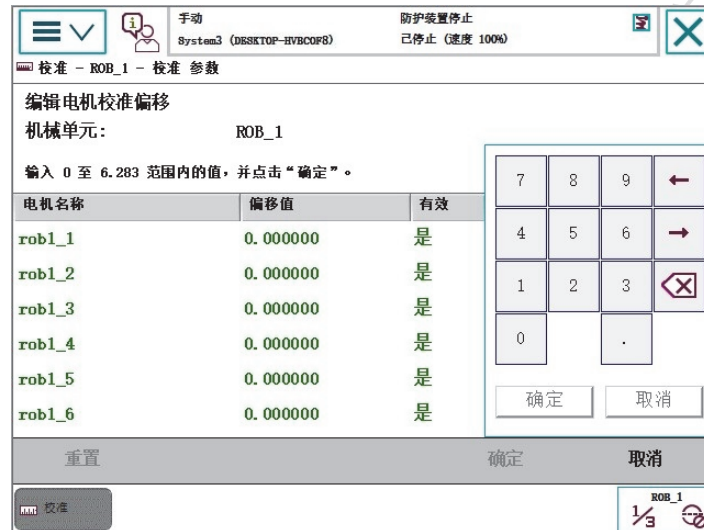 手动
System3 (DESKTOP-HVBCOF8)
防护装置停止
已停止 (速度 100%)
校准 - ROB_1 - 校准 参数
编辑电机校准偏移
机械单元: ROB_1
输入 0 至 6.283 范围内的值，并点击“确定”。
电机名称 偏移值 有效
rob1_1 0.000000 是
rob1_2 0.000000 是
rob1_3 0.000000 是
rob1_4 0.000000 是
rob1_5 0.000000 是
rob1_6 0.000000 是
7 8 9 ←
4 5 6 →
1 2 3
0 .
确定 取消
重置 确定 取消
校准
ROB_1
1/3